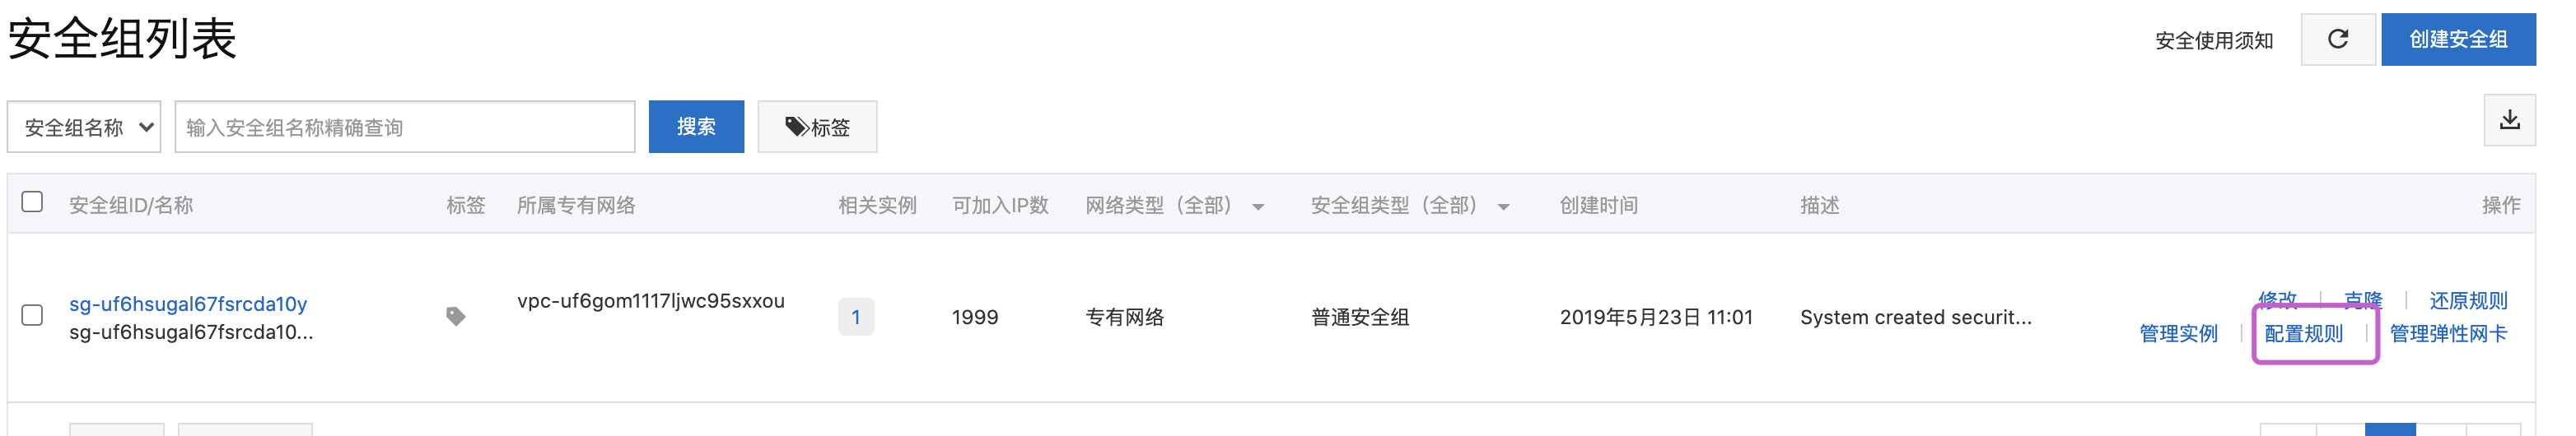 安全组列表
安全使用须知
创建安全组
安全组名称
输入安全组名称精确查询
搜索
标签
安全组ID/名称 标签 所属专有网络 相关实例 可加入IP数 网络类型（全部） 安全组类型（全部） 创建时间 描述 操作
sg-uf6hsugal67fsrcda10y
sg-uf6hsugal67fsrcda10...
vpc-uf6gom1117ljwc95sxxou
1
1999
专有网络
普通安全组
2019年5月23日 11:01
System created securit...
修改 | 克隆 | 还原规则
管理实例 | 配置规则 | 管理弹性网卡